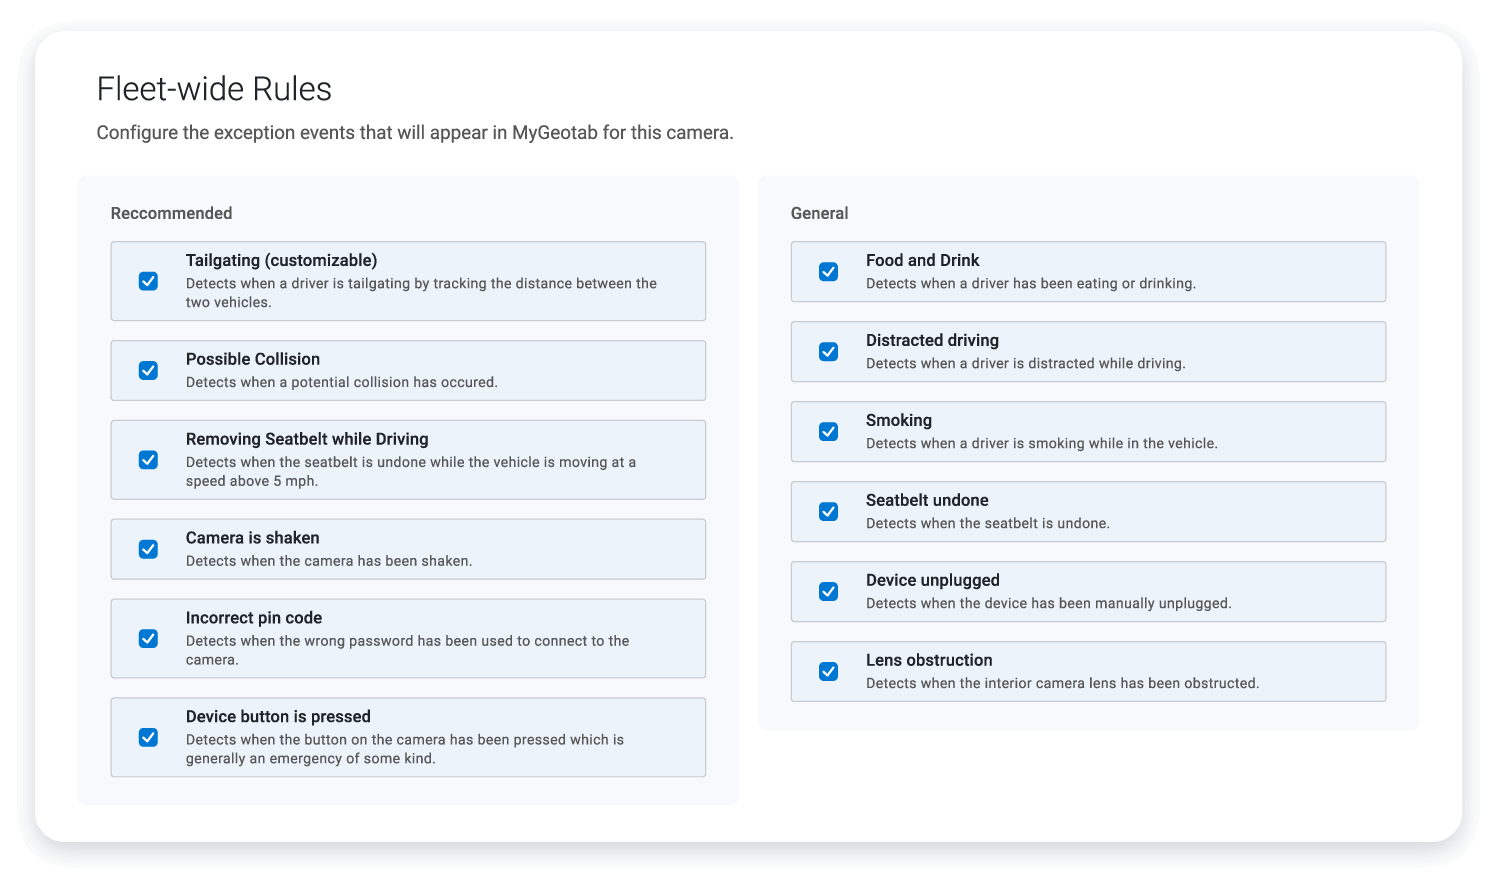 Fleet-wide Rules
Configure the exception events that will appear in MyGeotab for this camera.
Reccommended
Tailgating (customizable)
Detects when a driver is tailgating by tracking the distance between the
two vehicles.
Possible Collision
Detects when a potential collision has occured.
Removing Seatbelt while Driving
Detects when the seatbelt is undone while the vehicle is moving at a
speed above 5 mph.
Camera is shaken
Detects when the camera has been shaken.
Incorrect pin code
Detects when the wrong password has been used to connect to the
camera.
Device button is pressed
Detects when the button on the camera has been pressed which is
generally an emergency of some kind.
General
Food and Drink
Detects when a driver has been eating or drinking.
Distracted driving
Detects when a driver is distracted while driving.
Smoking
Detects when a driver is smoking while in the vehicle.
Seatbelt undone
Detects when the seatbelt is undone.
Device unplugged
Detects when the device has been manually unplugged.
Lens obstruction
Detects when the interior camera lens has been obstructed.